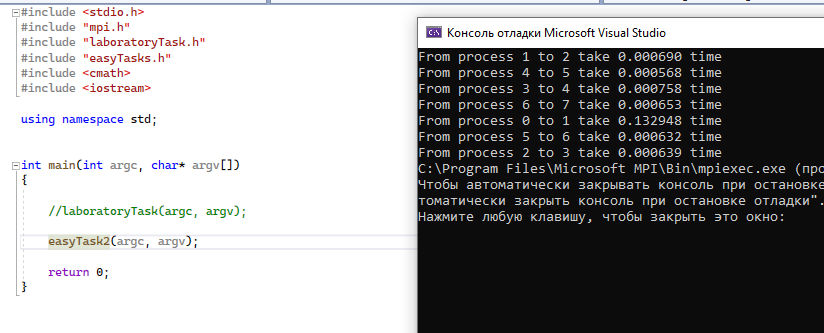 #include <stdio.h>
#include "mpi.h"
#include "laboratoryTask.h"
#include "easyTasks.h"
#include <cmath>
#include <iostream>
using namespace std;
int main(int argc, char* argv[])
{
//laboratoryTask(argc, argv);
easyTask2(argc, argv);
return 0;
}
Консоль отладки Microsoft Visual Studio
From process 1 to 2 take 0.000690 time
From process 4 to 5 take 0.000568 time
From process 3 to 4 take 0.000758 time
From process 6 to 7 take 0.000653 time
From process 0 to 1 take 0.132948 time
From process 5 to 6 take 0.000632 time
From process 2 to 3 take 0.000639 time
C:\Program Files\Microsoft MPI\Bin\mpiexec.exe (про
Чтобы автоматически закрывать консоль при остановке
томатически закрыть консоль при остановке отладки".
Нажмите любую клавишу, чтобы закрыть это окно: